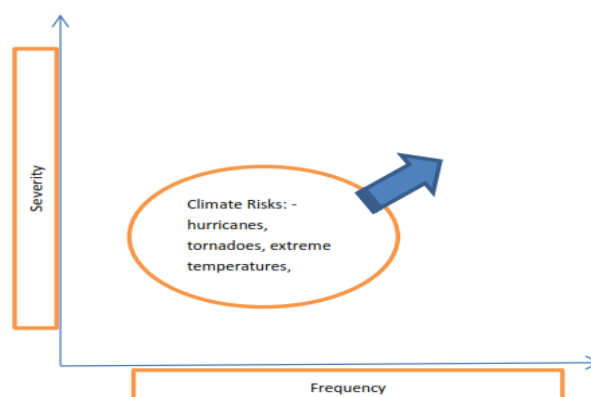 Severity
Climate Risks: -
hurricanes,
tornadoes, extreme
temperatures,
Frequency